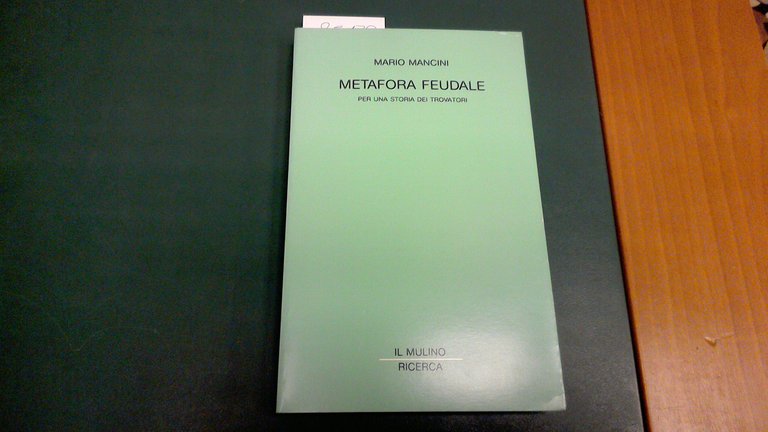 MARIO MANCINI
METAFORA FEUDALE
PER UNA STORIA DEI TROVATORI
IL MULINO
RICERCA